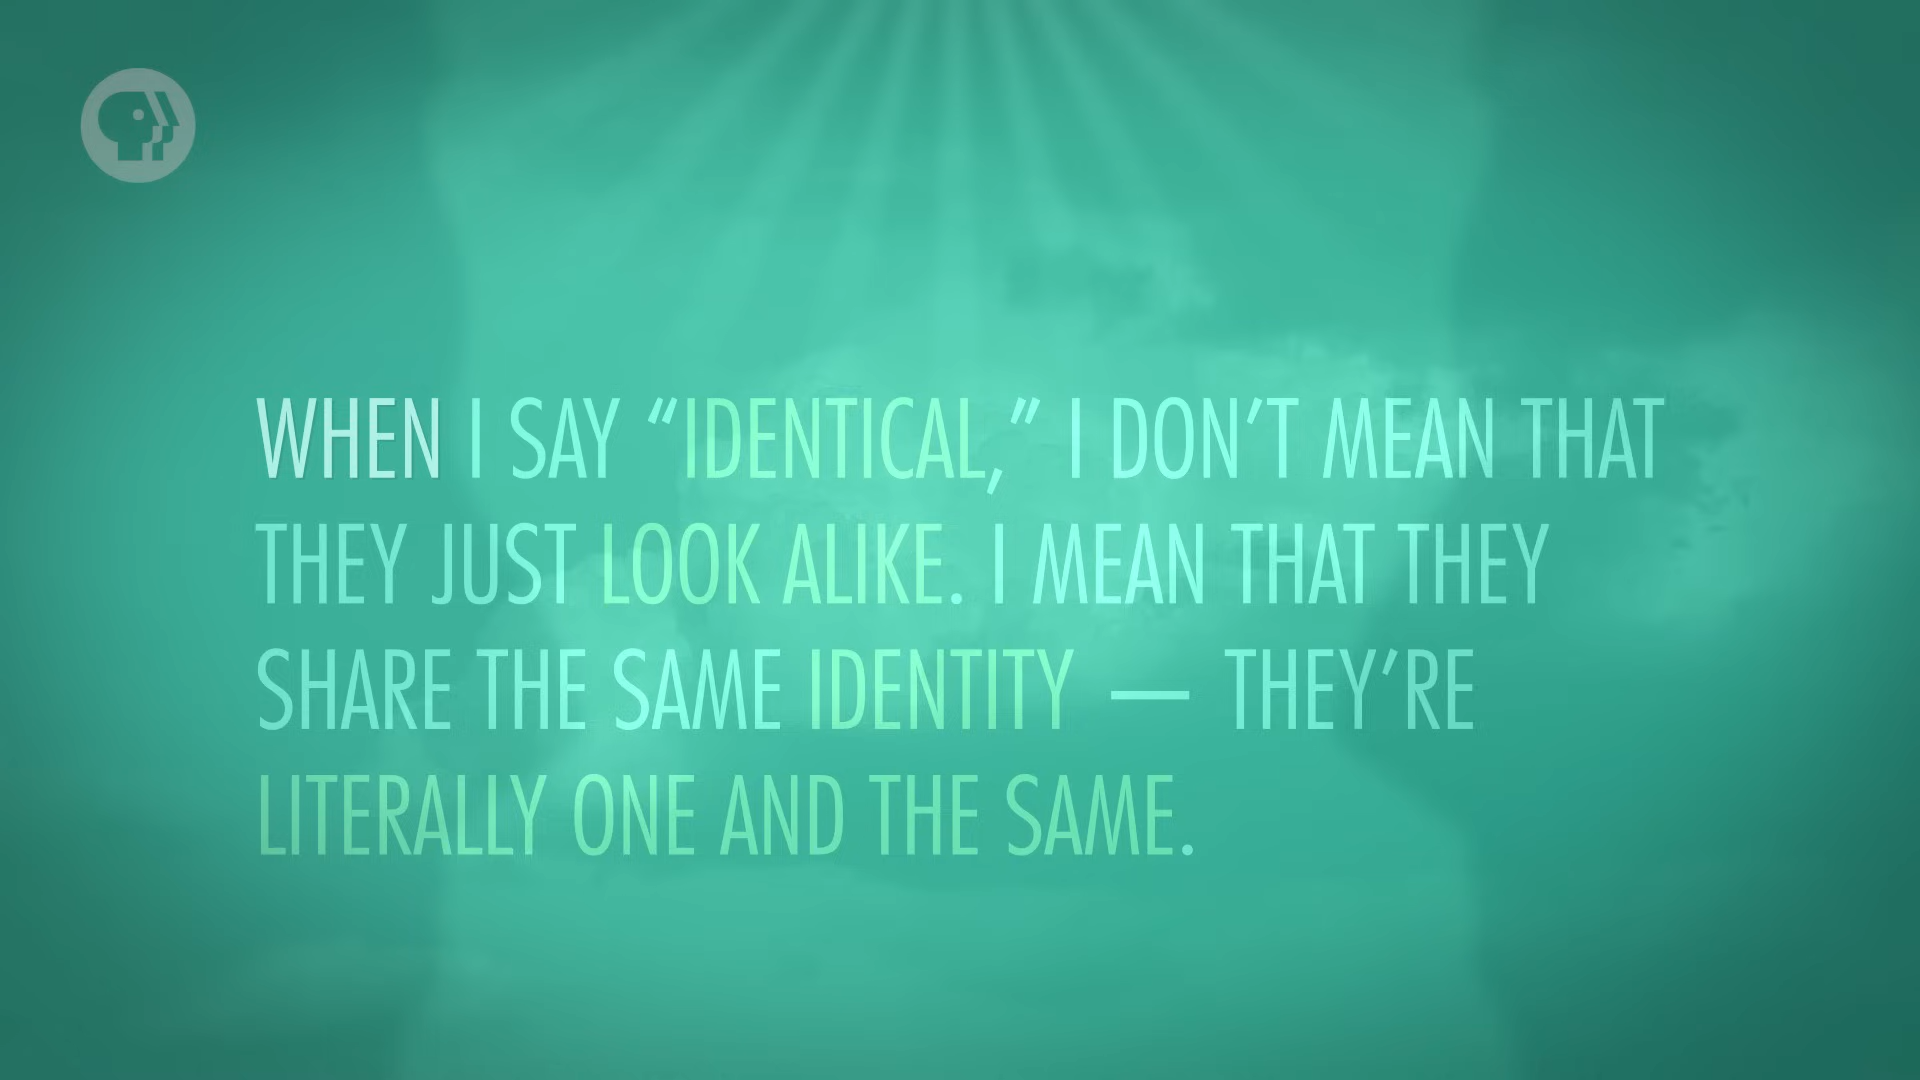 WHEN I SAY “IDENTICAL,” I DON’T MEAN THAT
THEY JUST LOOK ALIKE. I MEAN THAT THEY
SHARE THE SAME IDENTITY — THEY’RE
LITERALLY ONE AND THE SAME.